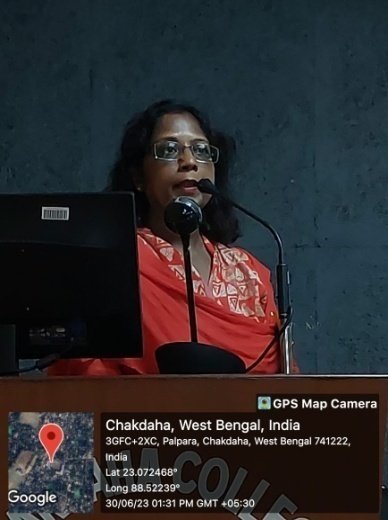 GPS Map Camera
Chakdaha, West Bengal, India
3GFC+2XC, Palpara, Chakdaha, West Bengal 741222,
India
Lat 23.072468°
Long 88.52239°
30/06/23 01:31 PM GMT +05:30
Google